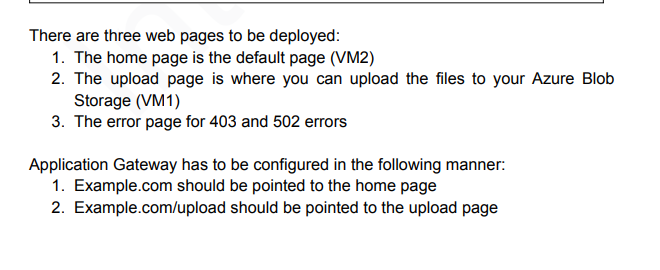 There are three web pages to be deployed:
1. The home page is the default page (VM2)
2. The upload page is where you can upload the files to your Azure Blob
Storage (VM1)
3. The error page for 403 and 502 errors
Application Gateway has to be configured in the following manner:
1. Example.com should be pointed to the home page
2. Example.com/upload should be pointed to the upload page